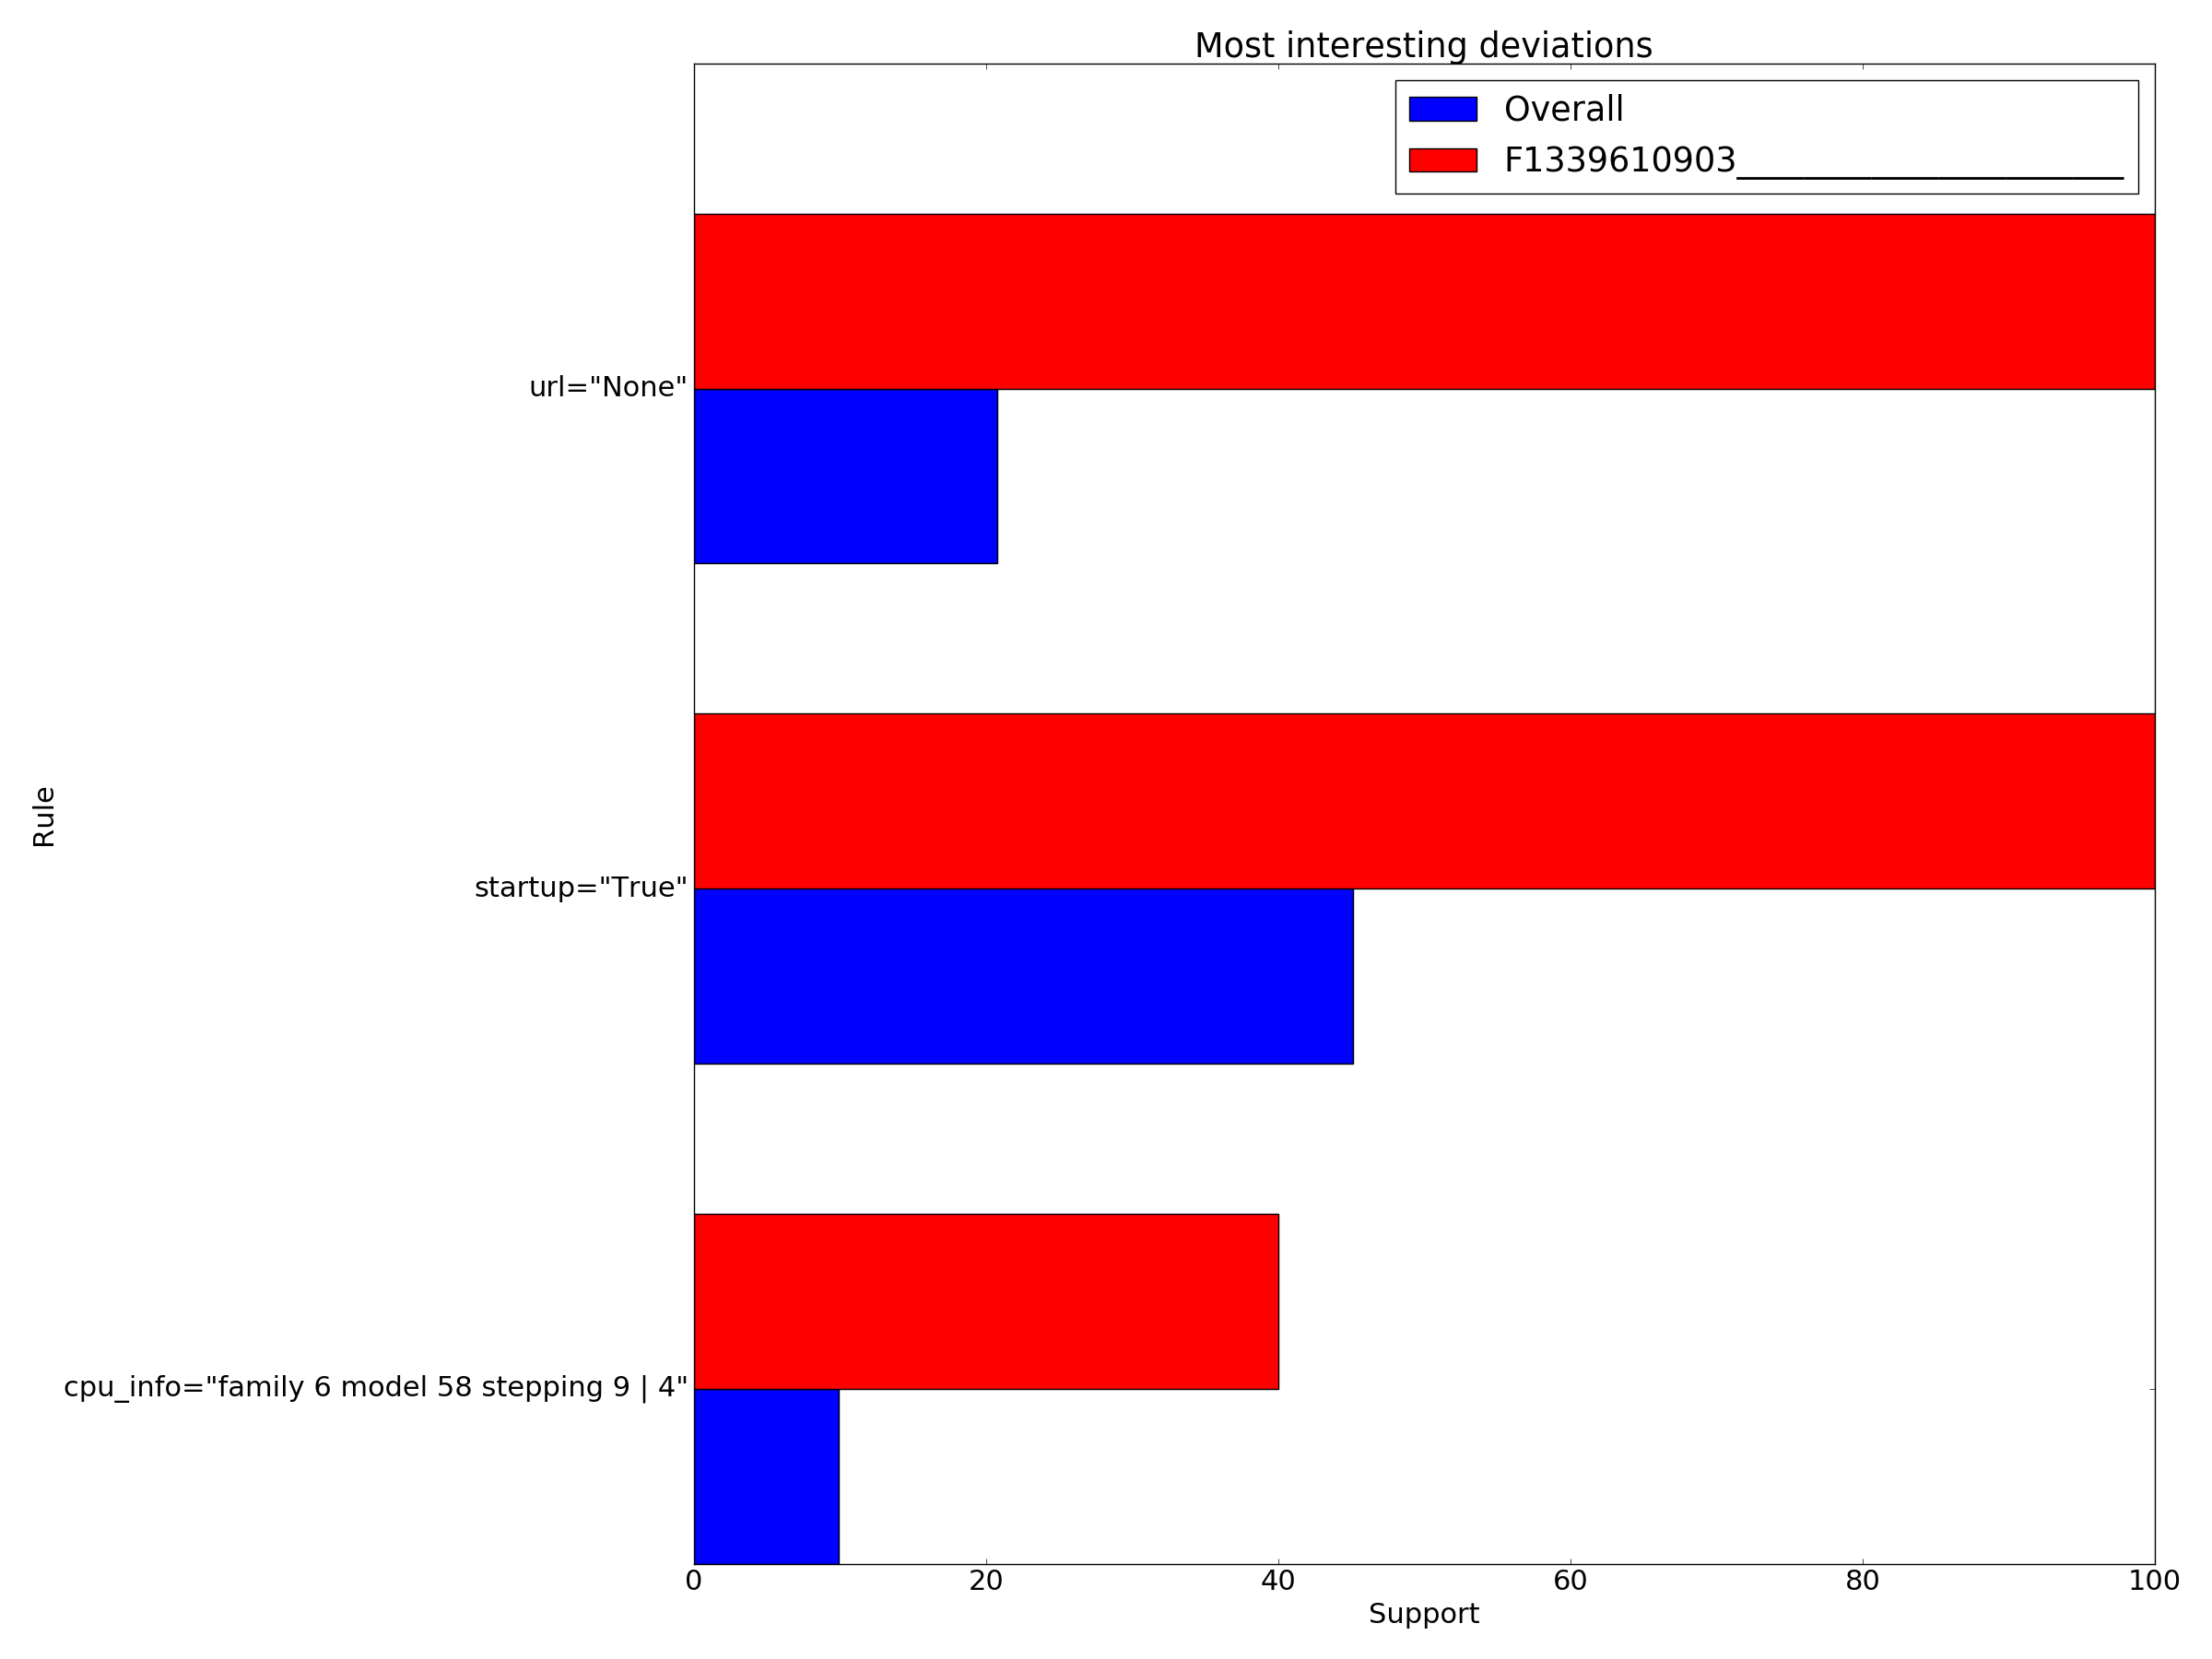 Most interesting deviations
Overall
F1339610903_______________________
url="None"
startup="True"
cpu_info="family 6 model 58 stepping 9 | 4"
Rule
0 20 40 60 80 100
Support